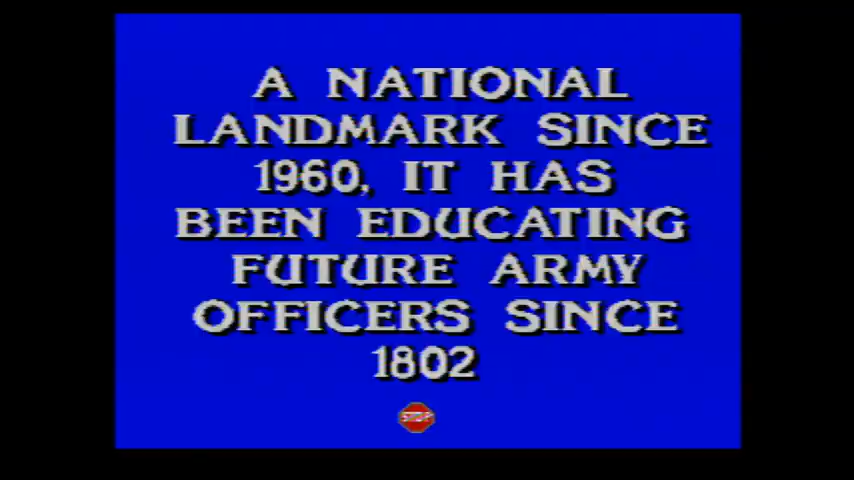 A NATIONAL
LANDMARK SINCE
1960, IT HAS
BEEN EDUCATING
FUTURE ARMY
OFFICERS SINCE
1802
STOP